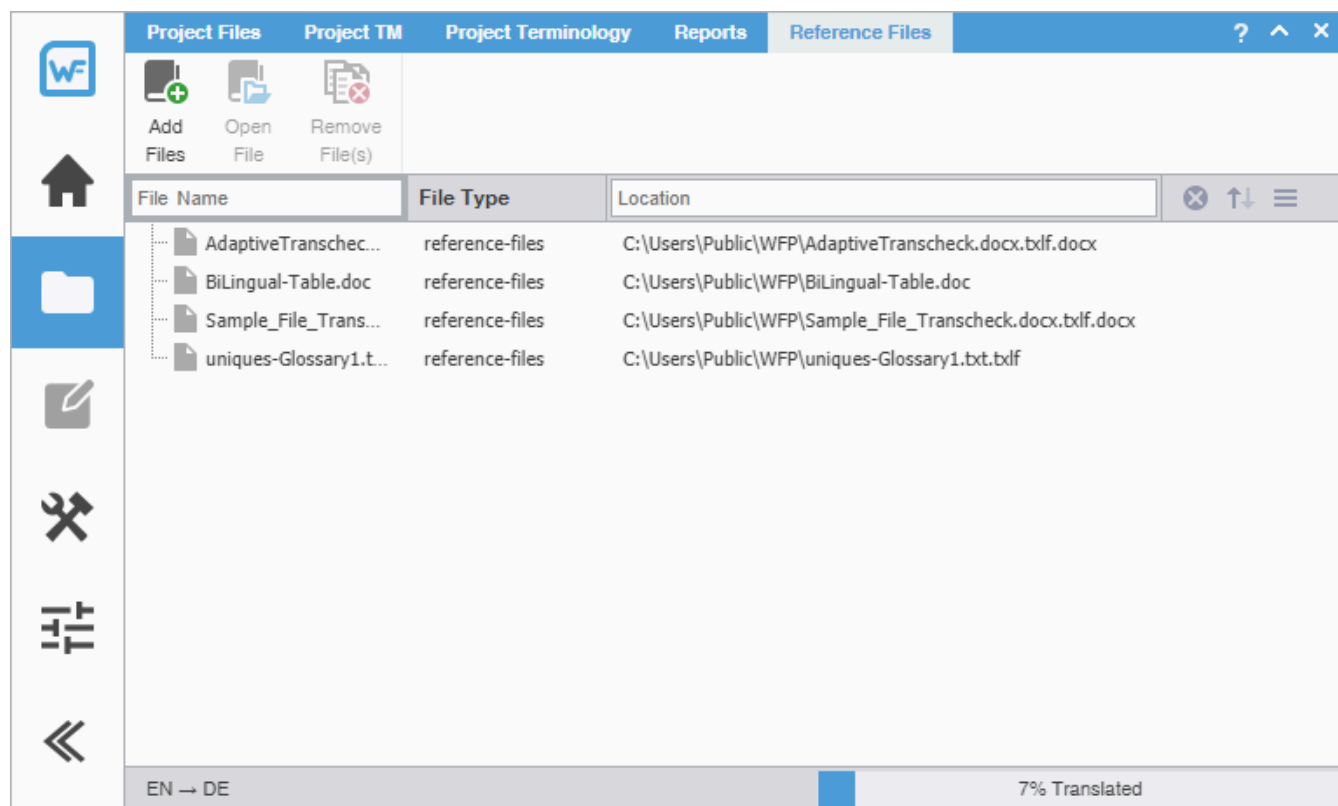 WF
Project Files Project TM Project Terminology Reports Reference Files ?
Add Files
Open File
Remove File(s)
File Name File Type Location
AdaptiveTranschec... reference-files C:\Users\Public\WFP\AdaptiveTranscheck.docx.txlf.docx
BiLingual-Table.doc reference-files C:\Users\Public\WFP\BiLingual-Table.doc
Sample_File_Trans... reference-files C:\Users\Public\WFP\Sample_File_Transcheck.docx.txlf.docx
uniques-Glossary1.t... reference-files C:\Users\Public\WFP\uniques-Glossary1.txt.txlf
EN → DE 7% Translated